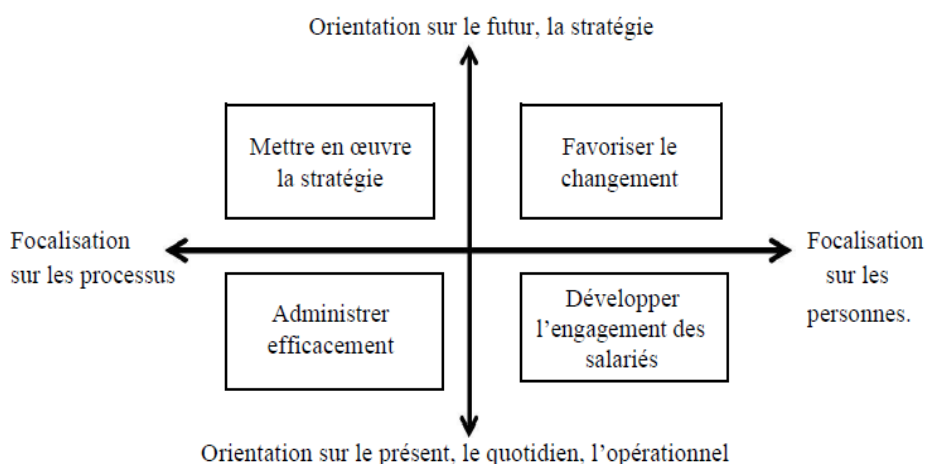 Orientation sur le futur, la stratégie
Mettre en œuvre
la stratégie
Favoriser le
changement
Focalisation
sur les processus
Focalisation
sur les
personnes.
Administrer
efficacement
Développer
l’engagement des
salariés
Orientation sur le présent, le quotidien, l’opérationnel